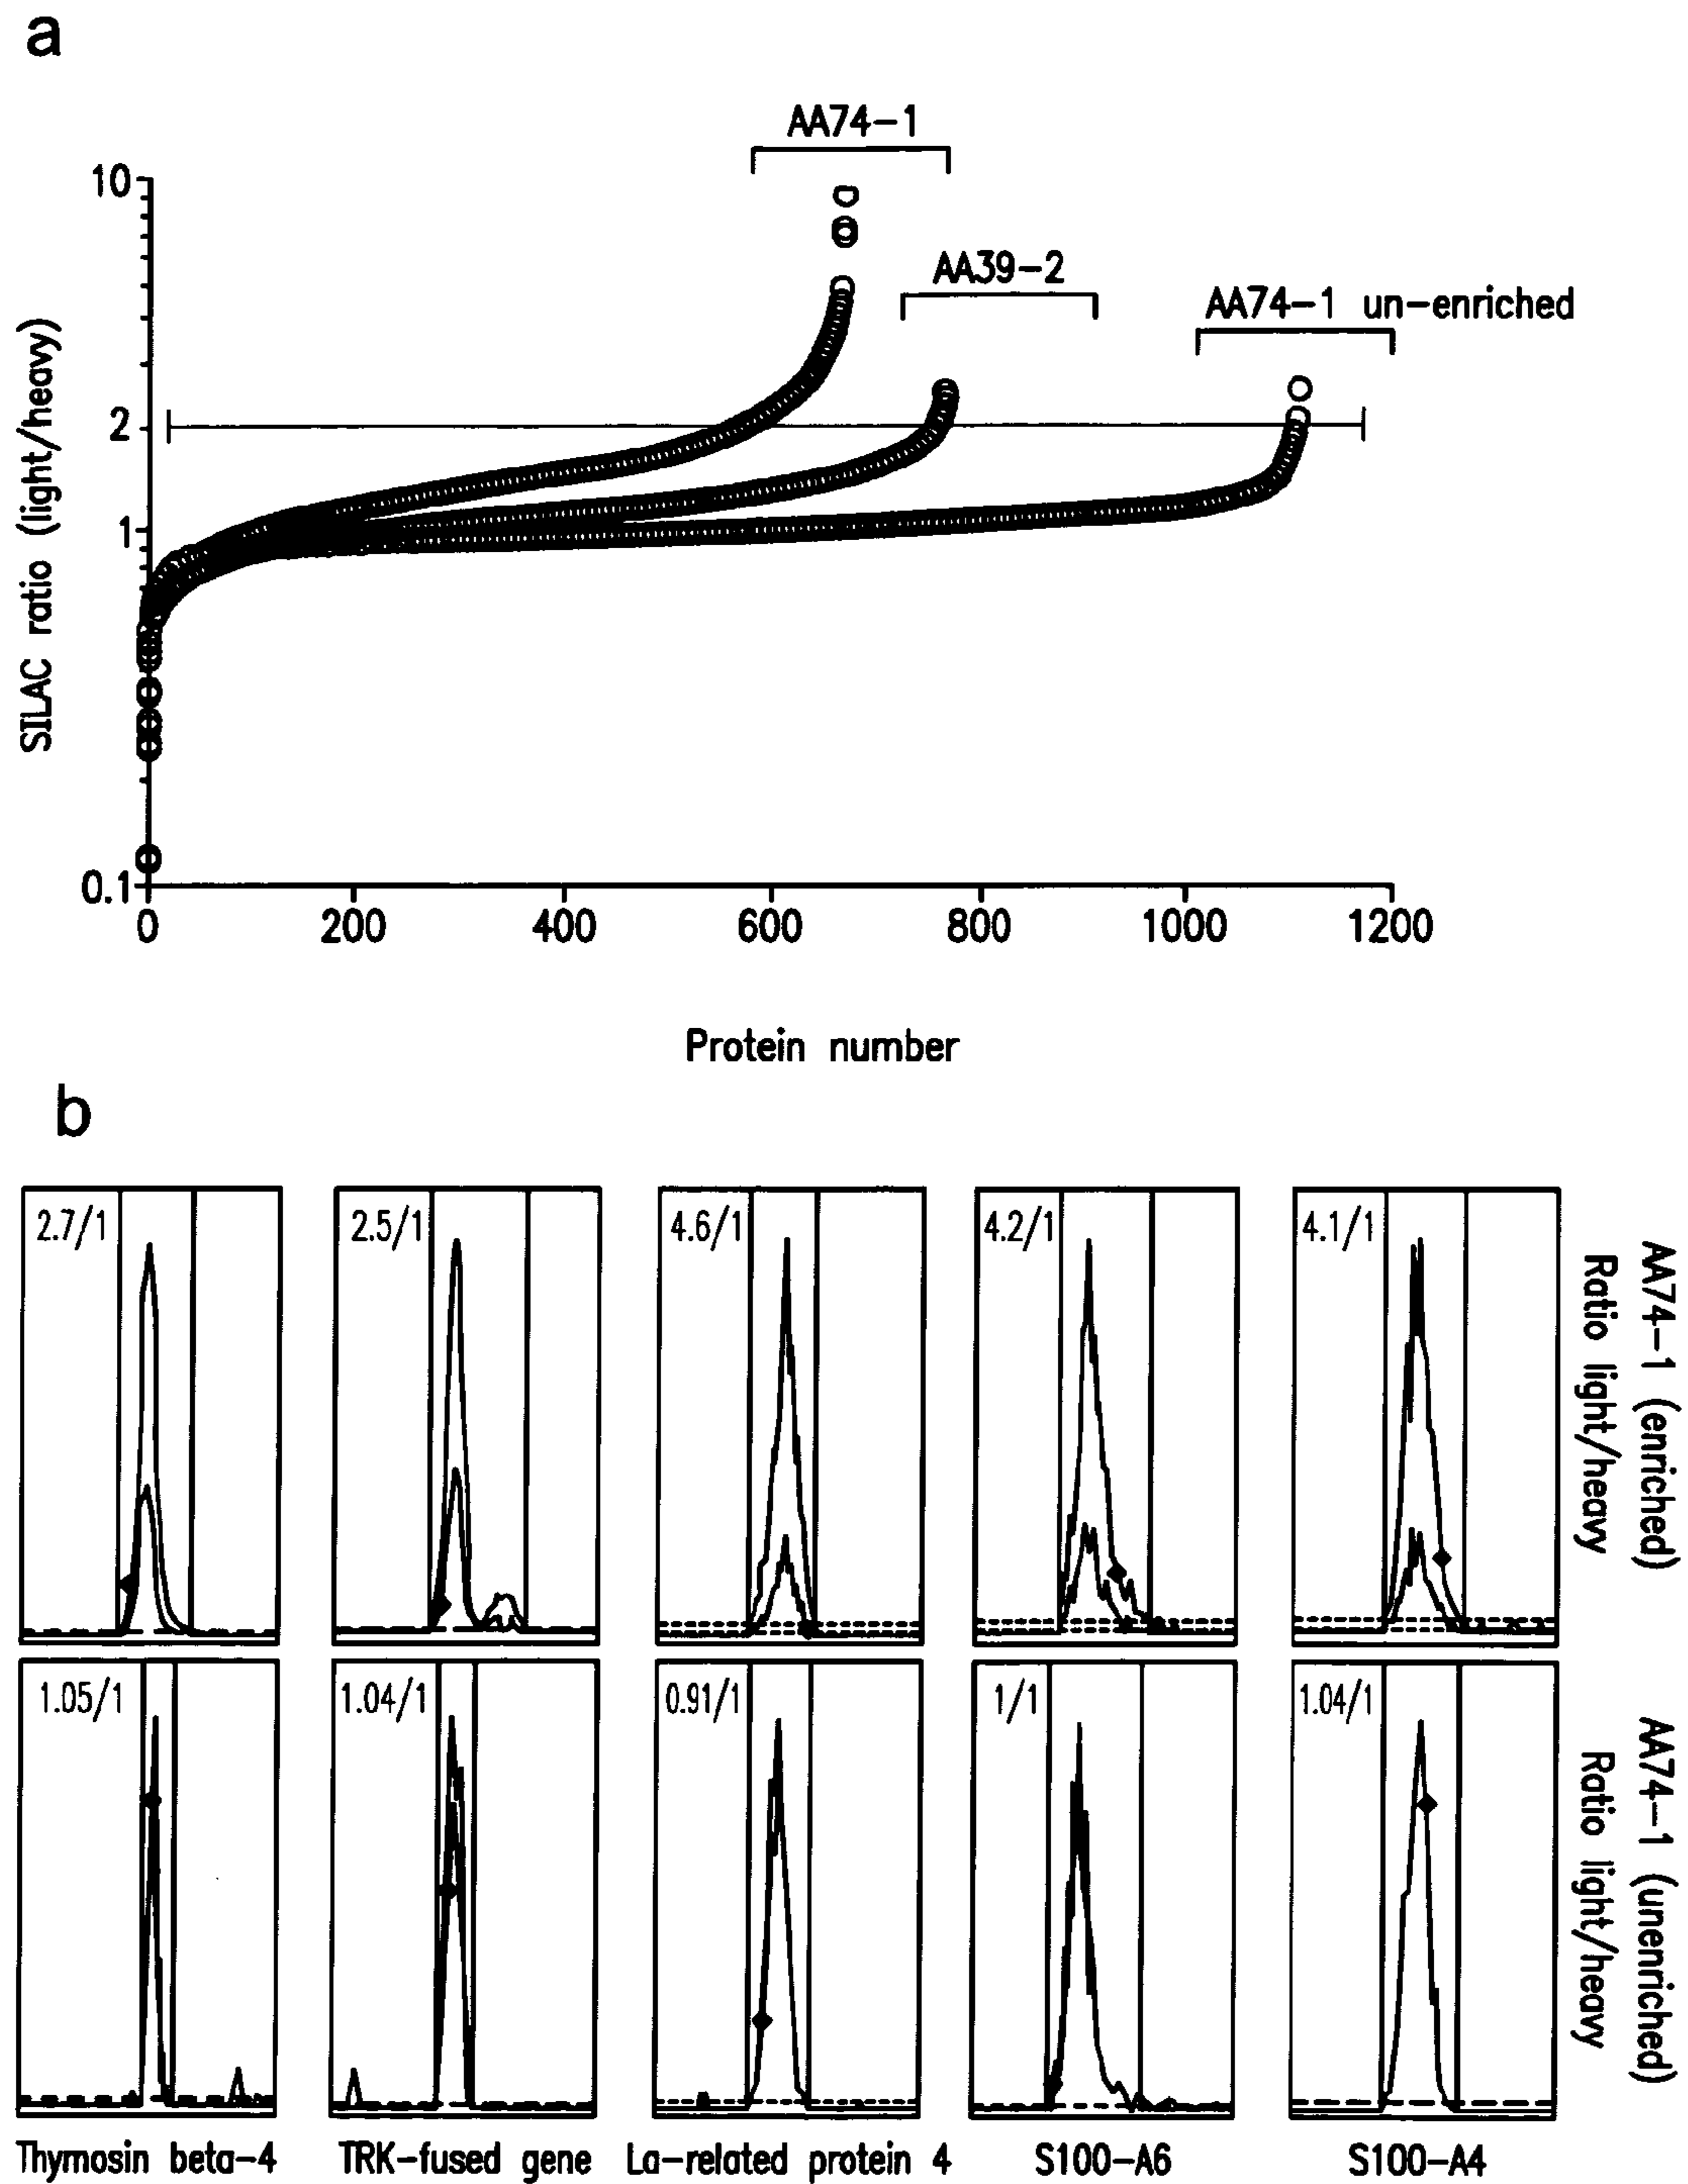 a
AA74-1
10
AA39-2
AA74-1 un-enriched
2
1
SILAC ratio (light/heavy)
0.1
0 200 400 600 800 1000 1200
Protein number
b
2.7/1 2.5/1 4.6/1 4.2/1 4.1/1
AA74-1 (enriched)
Ratio light/heavy
1.05/1 1.04/1 0.91/1 1/1 1.04/1
AA74-1 (unenriched)
Ratio light/heavy
Thymosin beta-4 TRK-fused gene La-related protein 4 S100-A6 S100-A4